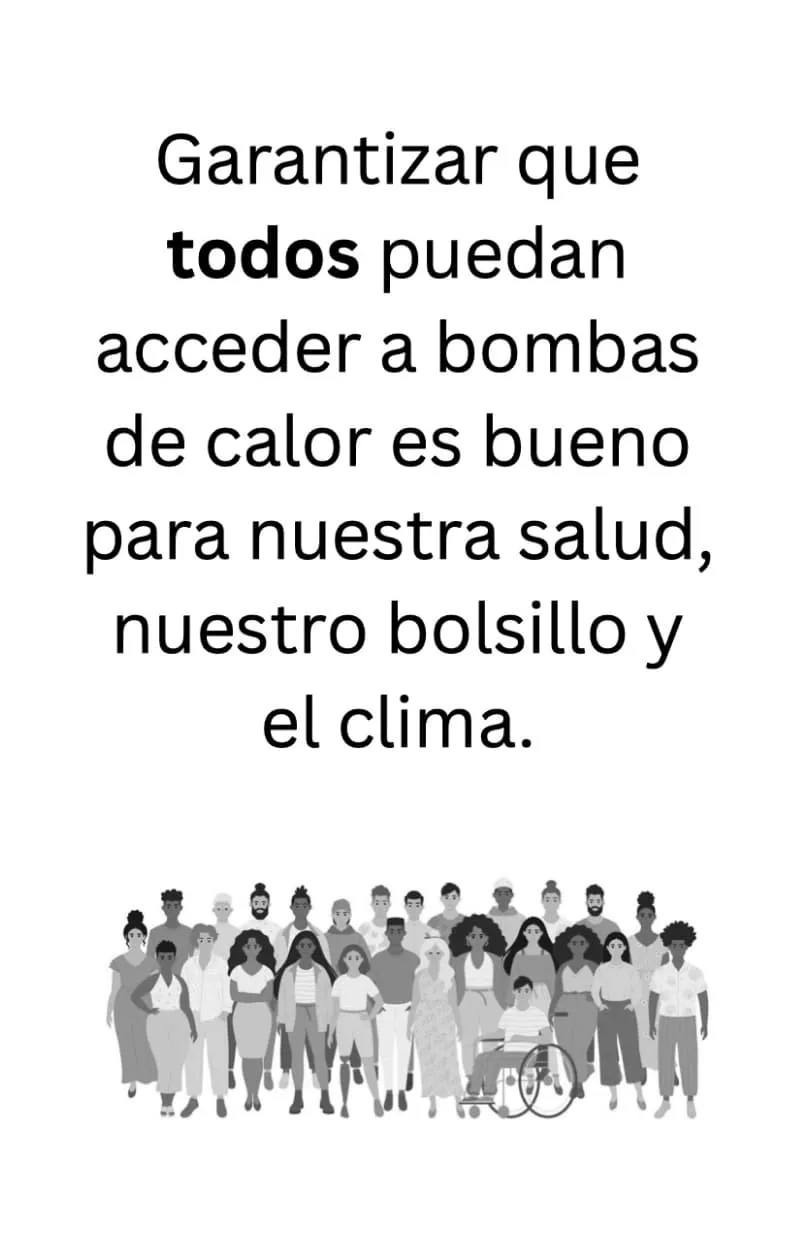 Garantizar que
todos puedan
acceder a bombas
de calor es bueno
para nuestra salud,
nuestro bolsillo y
el clima.